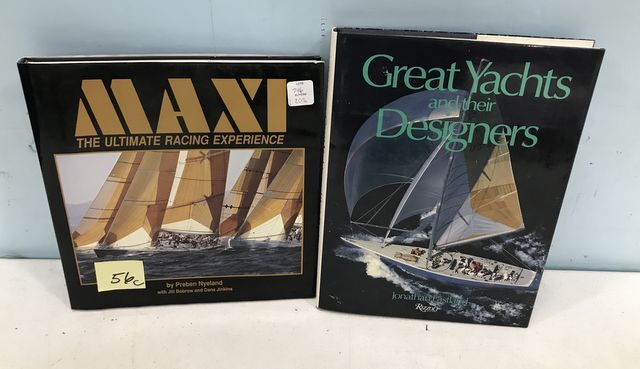 MAXI
THE ULTIMATE RACING EXPERIENCE
by Preben Nyeland
with Jill Bobrow and Dana Jinkins
56c
Great Yachts
and their
Designers
Jonathan Eastland
Rizzoli